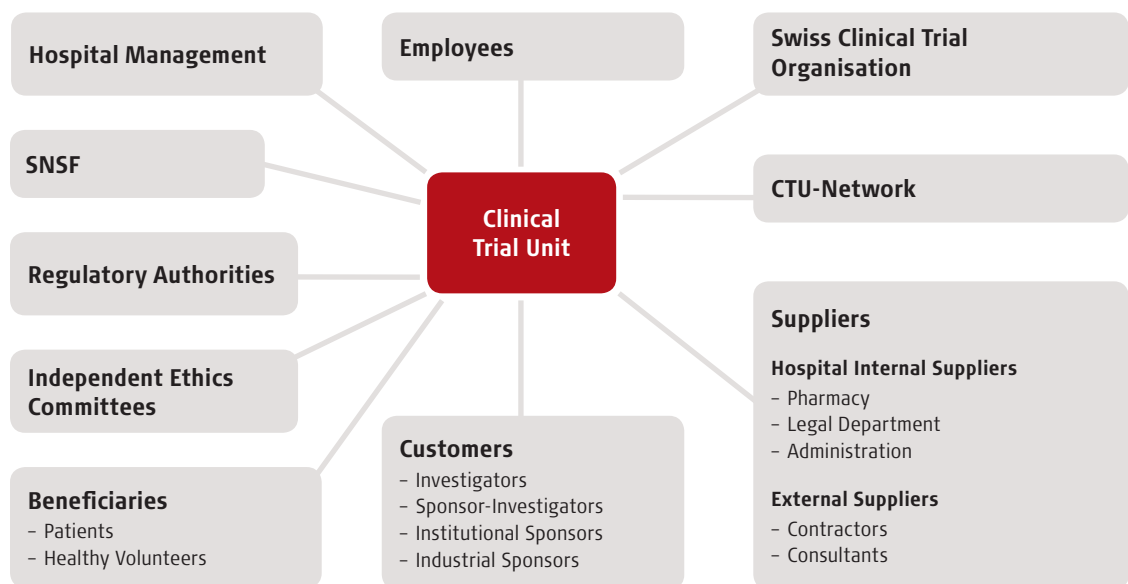 Hospital Management
Employees
Swiss Clinical Trial
Organisation
SNSF
CTU-Network
Clinical
Trial Unit
Regulatory Authorities
Independent Ethics
Committees
Beneficiaries
– Patients
– Healthy Volunteers
Customers
– Investigators
– Sponsor-Investigators
– Institutional Sponsors
– Industrial Sponsors
Suppliers
Hospital Internal Suppliers
– Pharmacy
– Legal Department
– Administration
External Suppliers
– Contractors
– Consultants